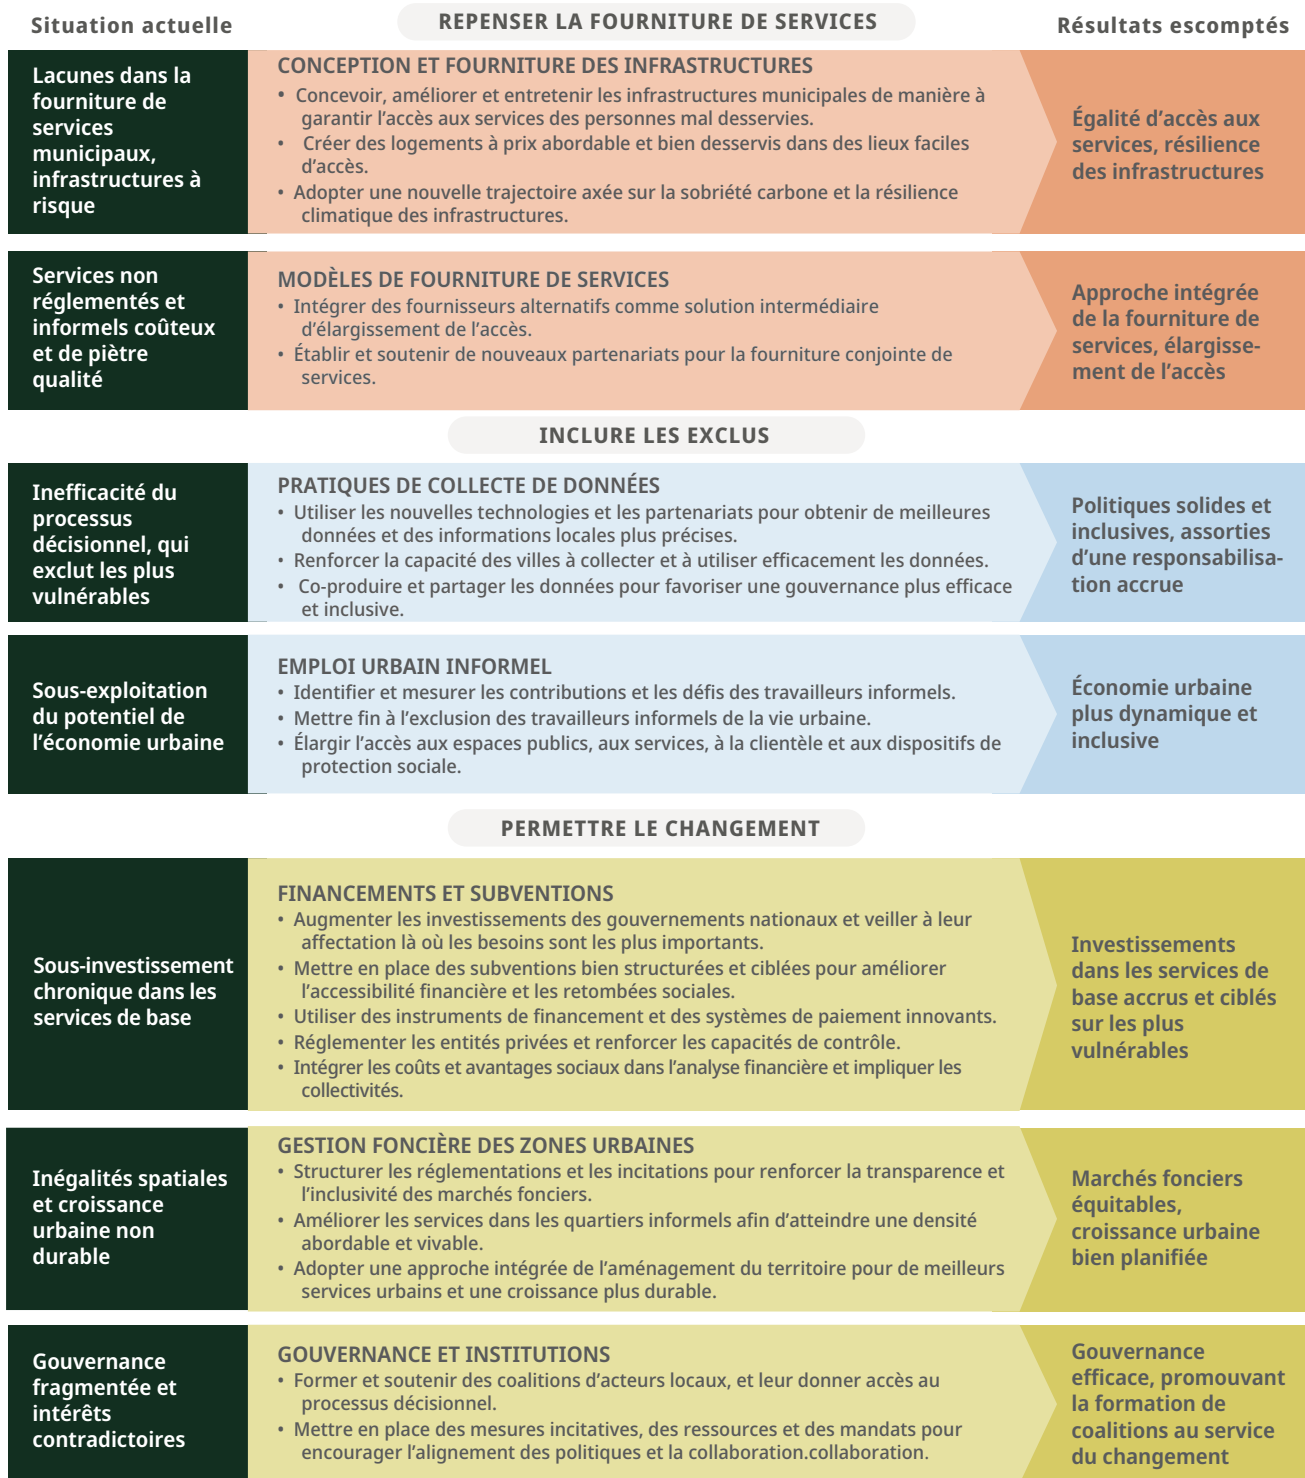 Situation actuelle
REPENSER LA FOURNITURE DE SERVICES
Résultats escomptés
Lacunes dans la
fourniture de
services
municipaux,
infrastructures à
risque
CONCEPTION ET FOURNITURE DES INFRASTRUCTURES
• Concevoir, améliorer et entretenir les infrastructures municipales de manière à
garantir l’accès aux services des personnes mal desservies.
• Créer des logements à prix abordable et bien desservis dans des lieux faciles
d’accès.
• Adopter une nouvelle trajectoire axée sur la sobriété carbone et la résilience
climatique des infrastructures.
Égalité d’accès aux
services, résilience
des infrastructures
Services non
réglementés et
informels coûteux
et de piètre
qualité
MODÈLES DE FOURNITURE DE SERVICES
• Intégrer des fournisseurs alternatifs comme solution intermédiaire
d’élargissement de l’accès.
• Établir et soutenir de nouveaux partenariats pour la fourniture conjointe de
services.
Approche intégrée
de la fourniture de
services, élargisse-
ment de l’accès
INCLURE LES EXCLUS
Inefficacité du
processus
décisionnel, qui
exclut les plus
vulnérables
PRATIQUES DE COLLECTE DE DONNÉES
• Utiliser les nouvelles technologies et les partenariats pour obtenir de meilleures
données et des informations locales plus précises.
• Renforcer la capacité des villes à collecter et à utiliser efficacement les données.
• Co-produire et partager les données pour favoriser une gouvernance plus efficace
et inclusive.
Politiques solides et
inclusives, assorties
d’une responsabilisa-
tion accrue
Sous-exploitation
du potentiel de
l’économie urbaine
EMPLOI URBAIN INFORMEL
• Identifier et mesurer les contributions et les défis des travailleurs informels.
• Mettre fin à l’exclusion des travailleurs informels de la vie urbaine.
• Élargir l’accès aux espaces publics, aux services, à la clientèle et aux dispositifs de
protection sociale.
Économie urbaine
plus dynamique et
inclusive
PERMETTRE LE CHANGEMENT
Sous-investissement
chronique dans les
services de base
FINANCEMENTS ET SUBVENTIONS
• Augmenter les investissements des gouvernements nationaux et veiller à leur
affectation là où les besoins sont les plus importants.
• Mettre en place des subventions bien structurées et ciblées pour améliorer
l’accessibilité financière et les retombées sociales.
• Utiliser des instruments de financement et des systèmes de paiement innovants.
• Réglementer les entités privées et renforcer les capacités de contrôle.
• Intégrer les coûts et avantages sociaux dans l’analyse financière et impliquer les
collectivités.
Investissements
dans les services de
base accrus et ciblés
sur les plus
vulnérables
Inégalités spatiales
et croissance
urbaine non
durable
GESTION FONCIÈRE DES ZONES URBAINES
• Structurer les réglementations et les incitations pour renforcer la transparence et
l’inclusivité des marchés fonciers.
• Améliorer les services dans les quartiers informels afin d’atteindre une densité
abordable et vivable.
• Adopter une approche intégrée de l’aménagement du territoire pour de meilleurs
services urbains et une croissance plus durable.
Marchés fonciers
équitables,
croissance urbaine
bien planifiée
Gouvernance
fragmentée et
intérêts
contradictoires
GOUVERNANCE ET INSTITUTIONS
• Former et soutenir des coalitions d’acteurs locaux, et leur donner accès au
processus décisionnel.
• Mettre en place des mesures incitatives, des ressources et des mandats pour
encourager l’alignement des politiques et la collaboration.collaboration.
Gouvernance
efficace, promouvant
la formation de
coalitions au service
du changement